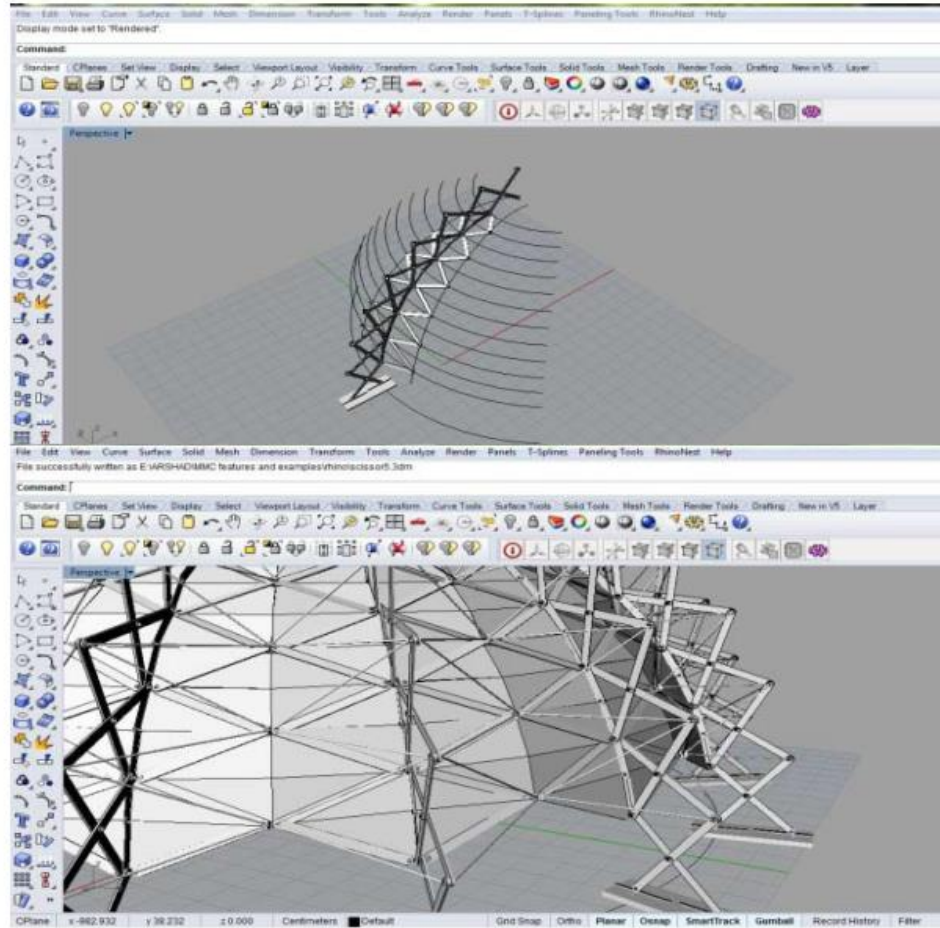 File Edit View Curve Surface Solid Mesh Dimension Transform Tools Analyze Render Panels T-Splines Paneling Tools RhinoNest Help
Display mode set to "Rendered".
Command:
Standard CPlanes Set View Display Select Viewport Layout Visibility Transform Curve Tools Surface Tools Solid Tools Mesh Tools Render Tools Drafting New in V5 Layer
Perspective
File Edit View Curve Surface Solid Mesh Dimension Transform Tools Analyze Render Panels T-Splines Paneling Tools RhinoNest Help
File successfully written as E:\ARSHAD\MMC features and examples\rhino\scissor5.3dm
Command:
Standard CPlanes Set View Display Select Viewport Layout Visibility Transform Curve Tools Surface Tools Solid Tools Mesh Tools Render Tools Drafting New in V5 Layer
Perspective
CPlane x -982.932 y 38.232 z 0.000 Centimeters Default Grid Snap Ortho Planar Osnap SmartTrack Gumball Record History Filter